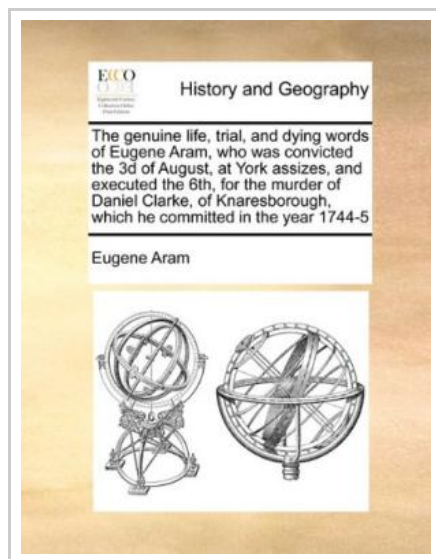 ECCO
History and Geography
The genuine life, trial, and dying words
of Eugene Aram, who was convicted
the 3d of August, at York assizes, and
executed the 6th, for the murder of
Daniel Clarke, of Knaresborough,
which he committed in the year 1744-5
Eugene Aram